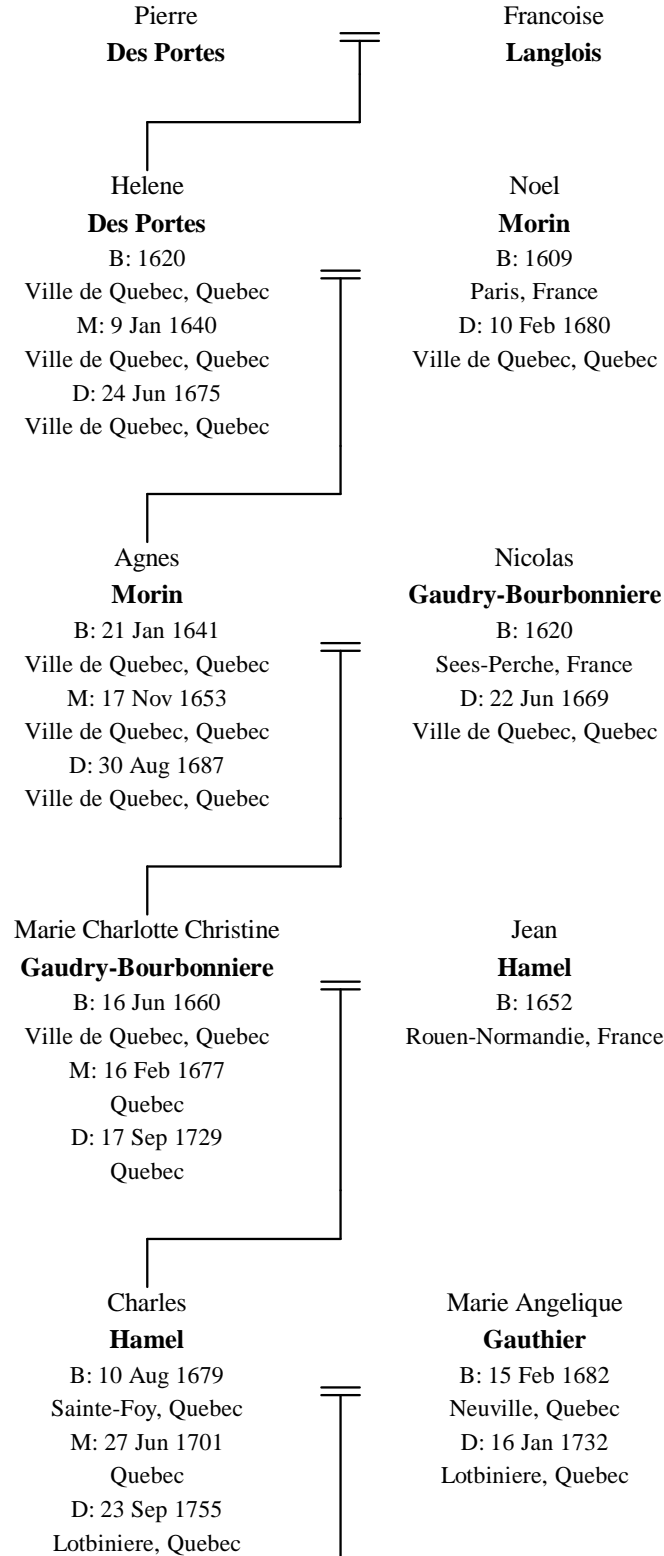 Pierre
Des Portes
Francoise
Langlois
Helene
Des Portes
B: 1620
Ville de Quebec, Quebec
M: 9 Jan 1640
Ville de Quebec, Quebec
D: 24 Jun 1675
Ville de Quebec, Quebec
Noel
Morin
B: 1609
Paris, France
D: 10 Feb 1680
Ville de Quebec, Quebec
Agnes
Morin
B: 21 Jan 1641
Ville de Quebec, Quebec
M: 17 Nov 1653
Ville de Quebec, Quebec
D: 30 Aug 1687
Ville de Quebec, Quebec
Nicolas
Gaudry-Bourbonniere
B: 1620
Sees-Perche, France
D: 22 Jun 1669
Ville de Quebec, Quebec
Marie Charlotte Christine
Gaudry-Bourbonniere
B: 16 Jun 1660
Ville de Quebec, Quebec
M: 16 Feb 1677
Quebec
D: 17 Sep 1729
Quebec
Jean
Hamel
B: 1652
Rouen-Normandie, France
Charles
Hamel
B: 10 Aug 1679
Sainte-Foy, Quebec
M: 27 Jun 1701
Quebec
D: 23 Sep 1755
Lotbiniere, Quebec
Marie Angelique
Gauthier
B: 15 Feb 1682
Neuville, Quebec
D: 16 Jan 1732
Lotbiniere, Quebec